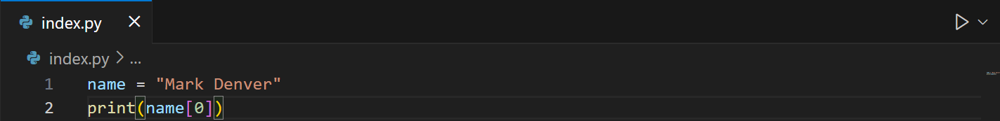 index.py
index.py > ...
1 name = "Mark Denver"
2 print(name[0])